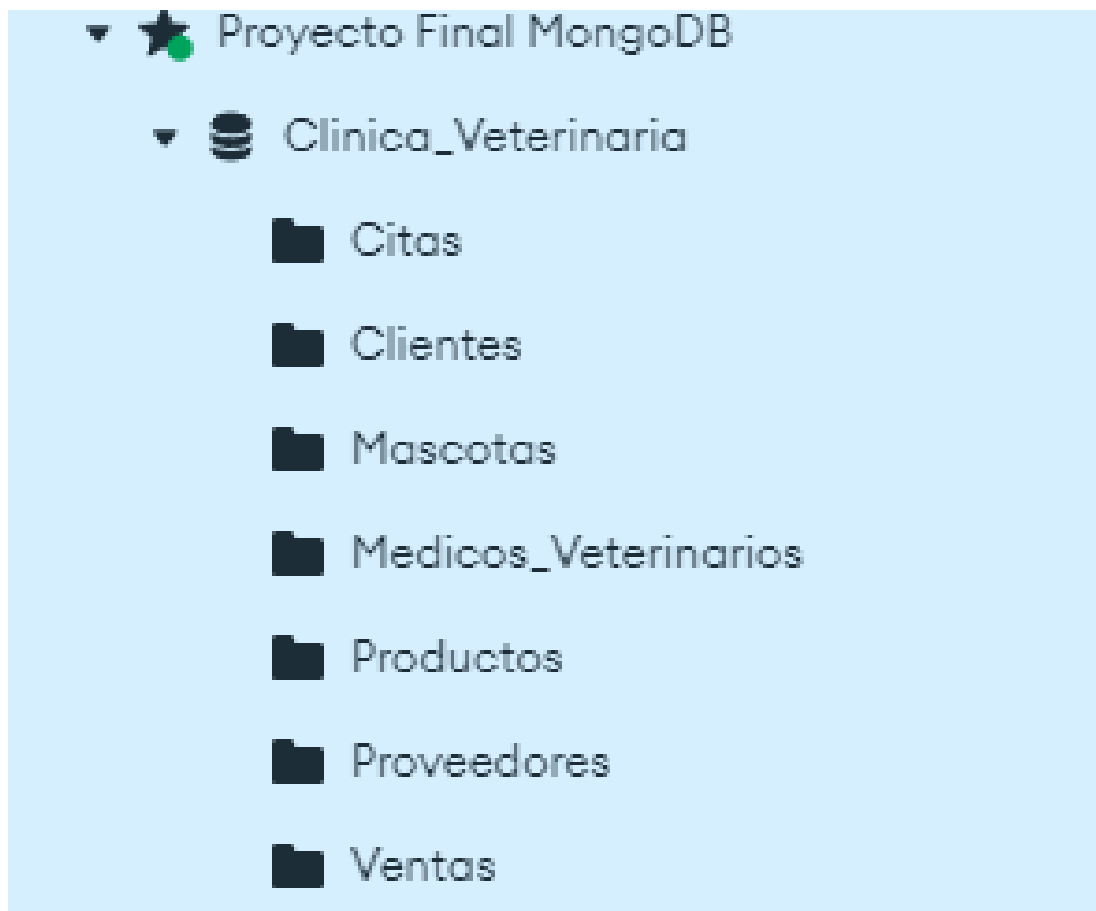 Proyecto Final MongoDB
Clinica_Veterinaria
Citas
Clientes
Mascotas
Medicos_Veterinarios
Productos
Proveedores
Ventas